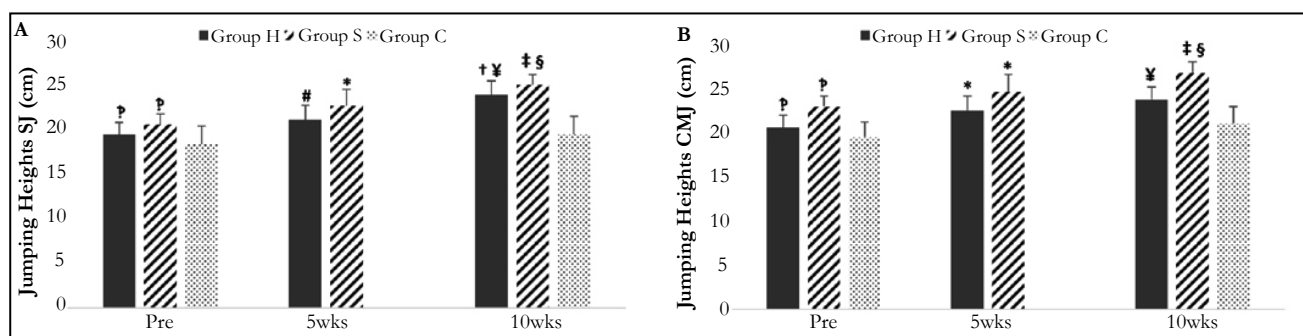 A
Group H Group S Group C
Jumping Heights SJ (cm)
30
25
20
15
10
5
0
‽ ‽
# *
† ¥ ‡ §
Pre 5wks 10wks
B
Group H Group S Group C
Jumping Heights CMJ (cm)
30
25
20
15
10
5
0
* *
¥ ‡ §
Pre 5wks 10wks